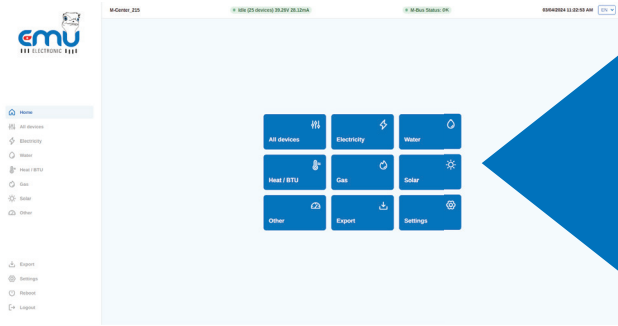 M-Center_215
Idle (25 devices) 39.29V 28.12mA
M-Bus Status: OK
03/04/2024 11:22:53 AM
EN
emu
ELECTRONIC
Home
All devices
Electricity
Water
Heat / BTU
Gas
Solar
Other
Export
Settings
Reboot
Logout
All devices
Electricity
Water
Heat / BTU
Gas
Solar
Other
Export
Settings